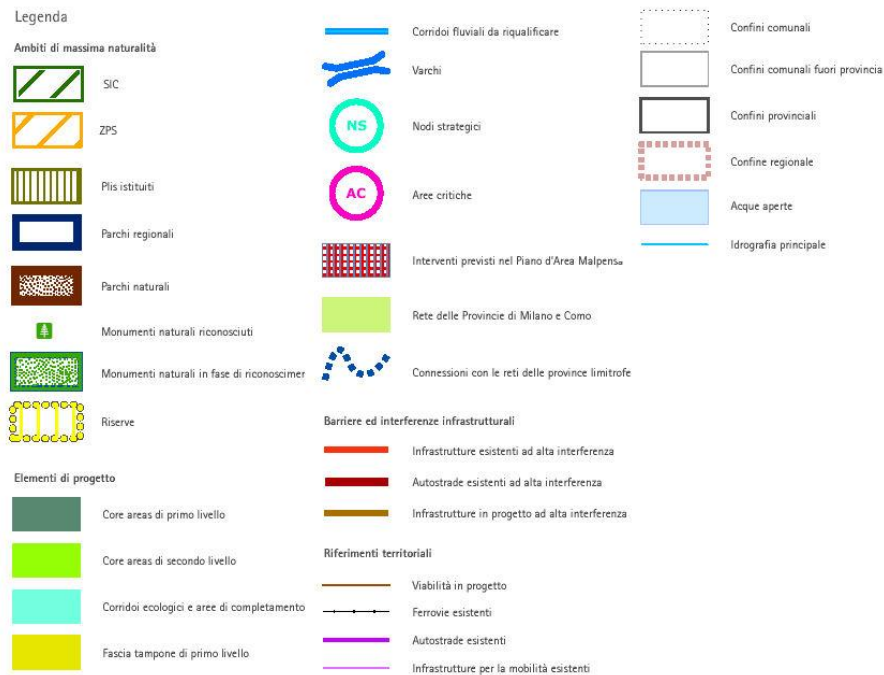 Legenda
Ambiti di massima naturalità
SIC
ZPS
Plis istituiti
Parchi regionali
Parchi naturali
Monumenti naturali riconosciuti
Monumenti naturali in fase di riconoscimer
Riserve
Elementi di progetto
Core areas di primo livello
Core areas di secondo livello
Corridoi ecologici e aree di completamento
Fascia tampone di primo livello
Corridoi fluviali da riqualificare
Varchi
NS
Nodi strategici
AC
Aree critiche
Interventi previsti nel Piano d'Area Malpensa
Rete delle Provincie di Milano e Como
Connessioni con le reti delle province limitrofe
Barriere ed interferenze infrastrutturali
Infrastrutture esistenti ad alta interferenza
Autostrade esistenti ad alta interferenza
Infrastrutture in progetto ad alta interferenza
Riferimenti territoriali
Viabilità in progetto
Ferrovie esistenti
Autostrade esistenti
Infrastrutture per la mobilità esistenti
Confini comunali
Confini comunali fuori provincia
Confini provinciali
Confine regionale
Acque aperte
Idrografia principale